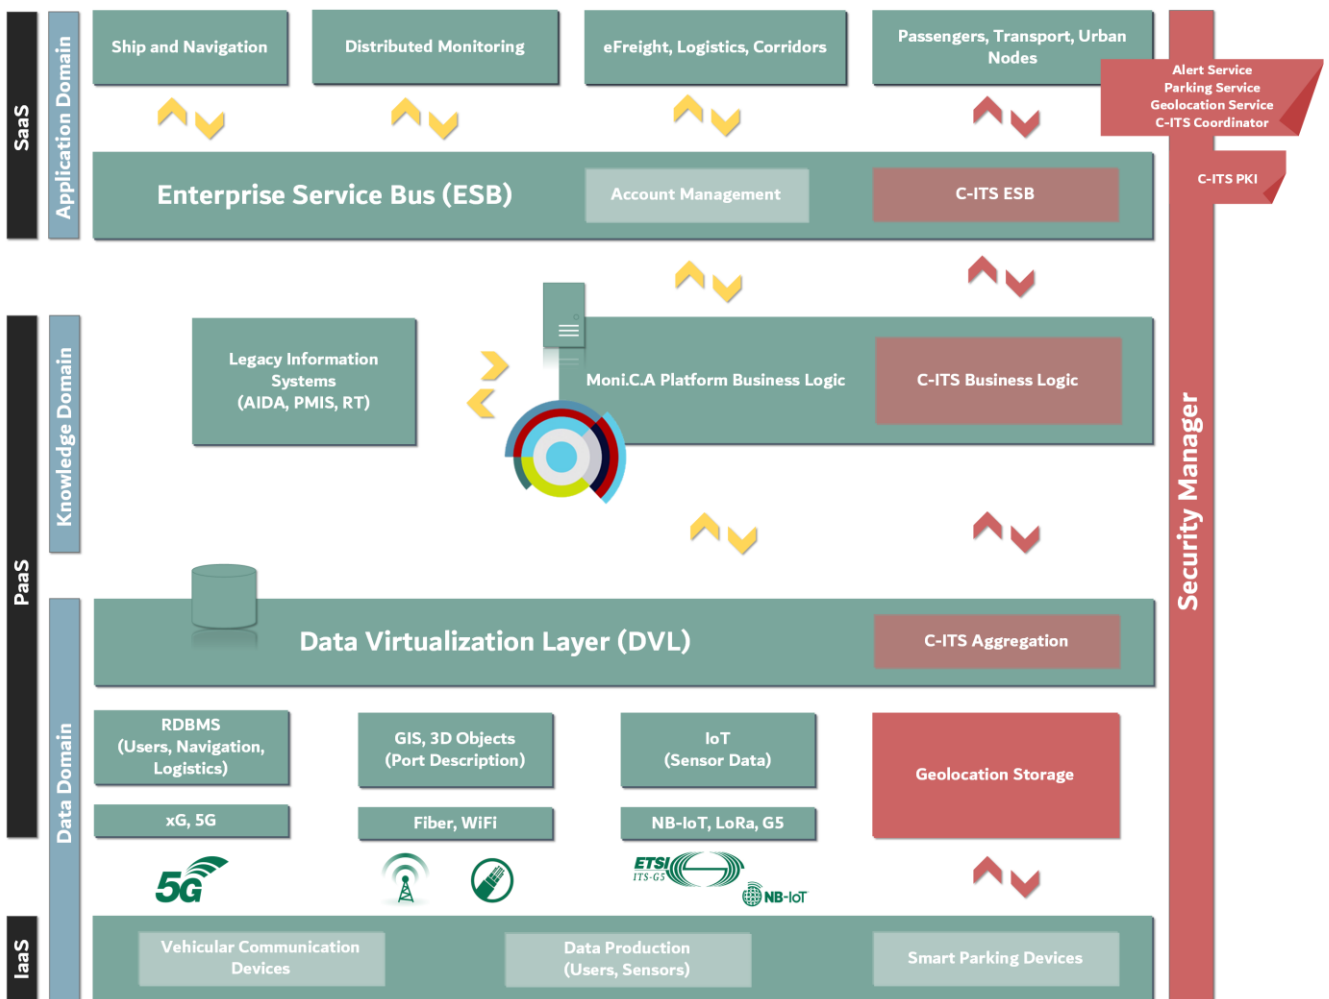 SaaS
Application Domain
Ship and Navigation
Distributed Monitoring
eFreight, Logistics, Corridors
Passengers, Transport, Urban
Nodes
Alert Service
Parking Service
Geolocation Service
C-ITS Coordinator
Enterprise Service Bus (ESB)
Account Management
C-ITS ESB
C-ITS PKI
PaaS
Knowledge Domain
Legacy Information
Systems
(AIDA, PMIS, RT)
Moni.C.A Platform Business Logic
C-ITS Business Logic
Security Manager
Data Domain
Data Virtualization Layer (DVL)
C-ITS Aggregation
RDBMS
(Users, Navigation,
Logistics)
GIS, 3D Objects
(Port Description)
IoT
(Sensor Data)
Geolocation Storage
xG, 5G
Fiber, WiFi
NB-IoT, LoRa, G5
5G
ETSI
ITS-G5
NB-IoT
IaaS
Vehicular Communication
Devices
Data Production
(Users, Sensors)
Smart Parking Devices